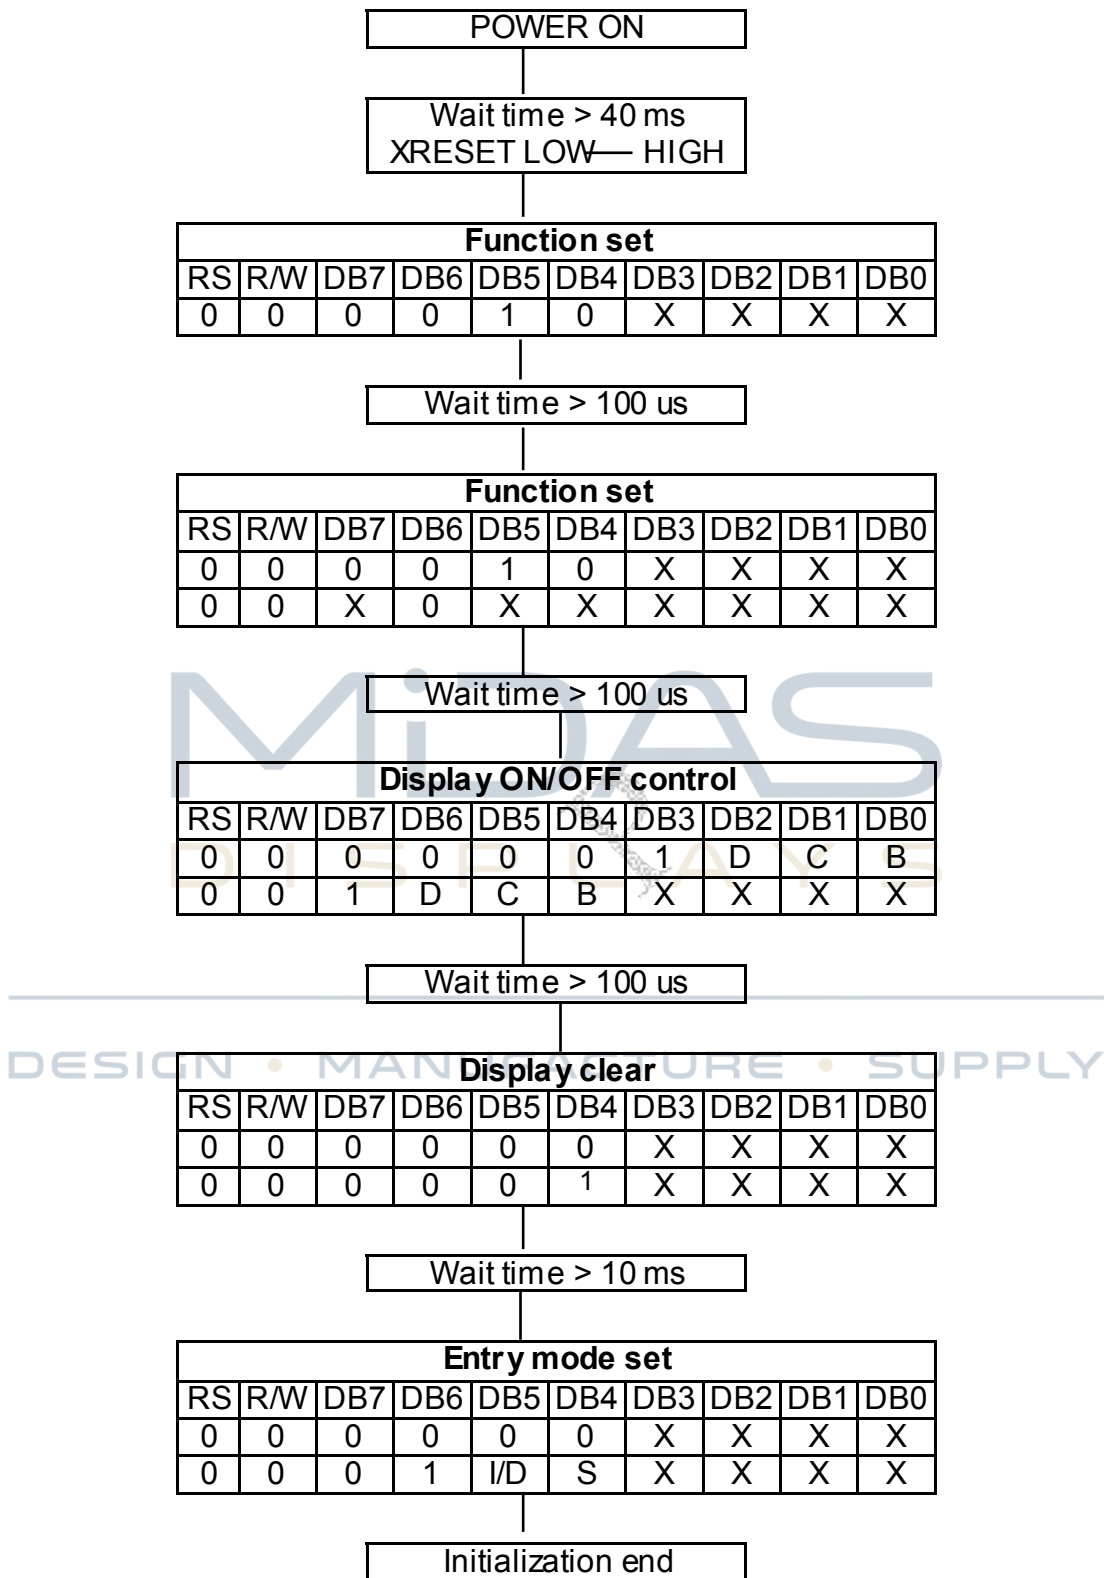 POWER ON
Wait time > 40 ms
XRESET LOW — HIGH
Function set
RS R/W DB7 DB6 DB5 DB4 DB3 DB2 DB1 DB0
0 0 0 0 1 0 X X X X
Wait time > 100 us
Function set
RS R/W DB7 DB6 DB5 DB4 DB3 DB2 DB1 DB0
0 0 0 0 1 0 X X X X
0 0 X 0 X X X X X X
MiDAS
Wait time > 100 us
Display ON/OFF control
RS R/W DB7 DB6 DB5 DB4 DB3 DB2 DB1 DB0
0 0 0 0 0 0 1 D C B
DISPLAYS
0 0 1 D C B X X X X
Wait time > 100 us
DESIGN • MANUFACTURE • SUPPLY
Display clear
RS R/W DB7 DB6 DB5 DB4 DB3 DB2 DB1 DB0
0 0 0 0 0 0 X X X X
0 0 0 0 0 1 X X X X
Wait time > 10 ms
Entry mode set
RS R/W DB7 DB6 DB5 DB4 DB3 DB2 DB1 DB0
0 0 0 0 0 0 X X X X
0 0 0 1 I/D S X X X X
Initialization end